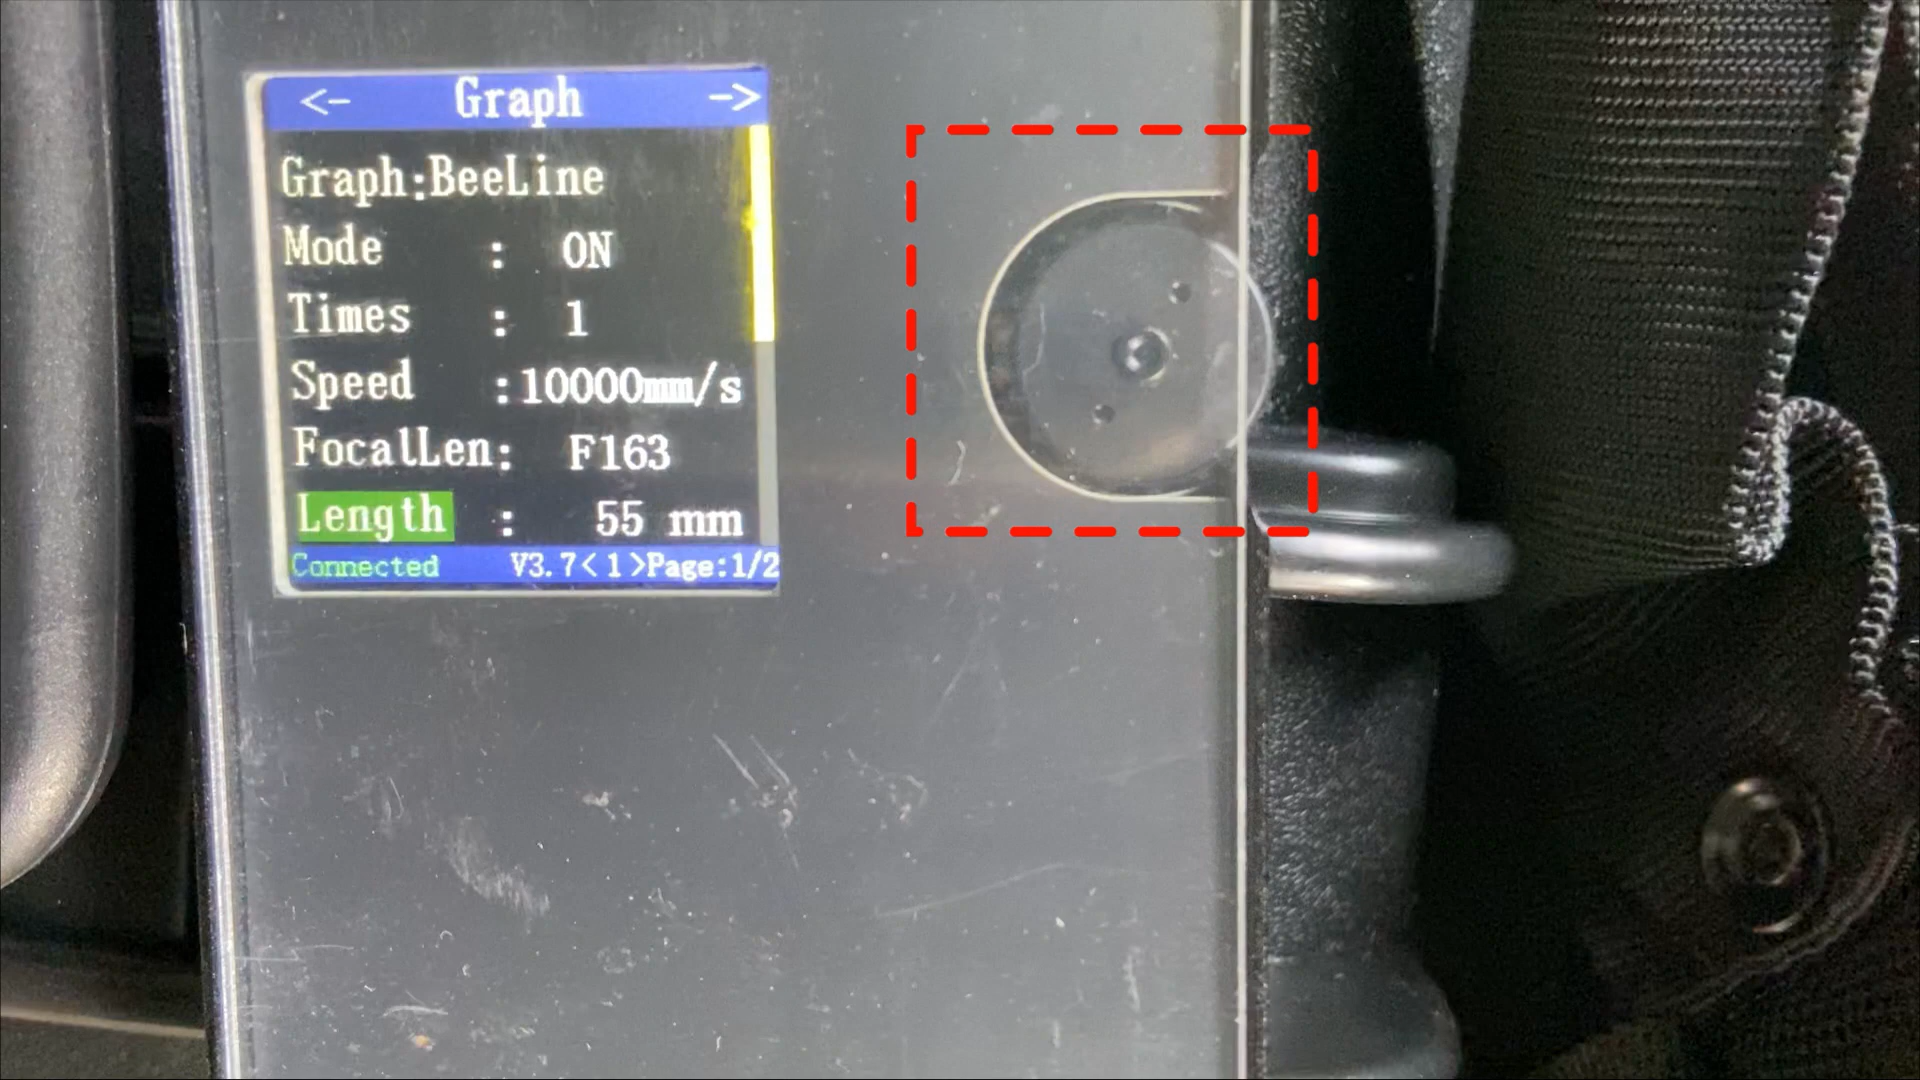 <- Graph ->
Graph:BeeLine
Mode : ON
Times : 1
Speed :10000mm/s
FocalLen: F163
Length : 55 mm
Connected V3.7<1>Page:1/2